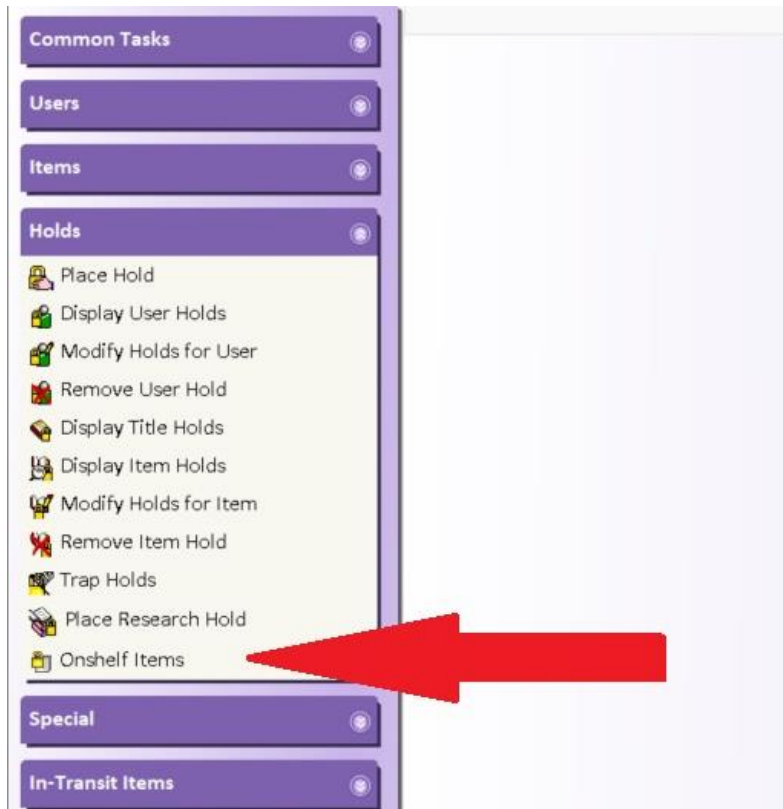 Common Tasks
Users
Items
Holds
Place Hold
Display User Holds
Modify Holds for User
Remove User Hold
Display Title Holds
Display Item Holds
Modify Holds for Item
Remove Item Hold
Trap Holds
Place Research Hold
Onshelf Items
Special
In-Transit Items